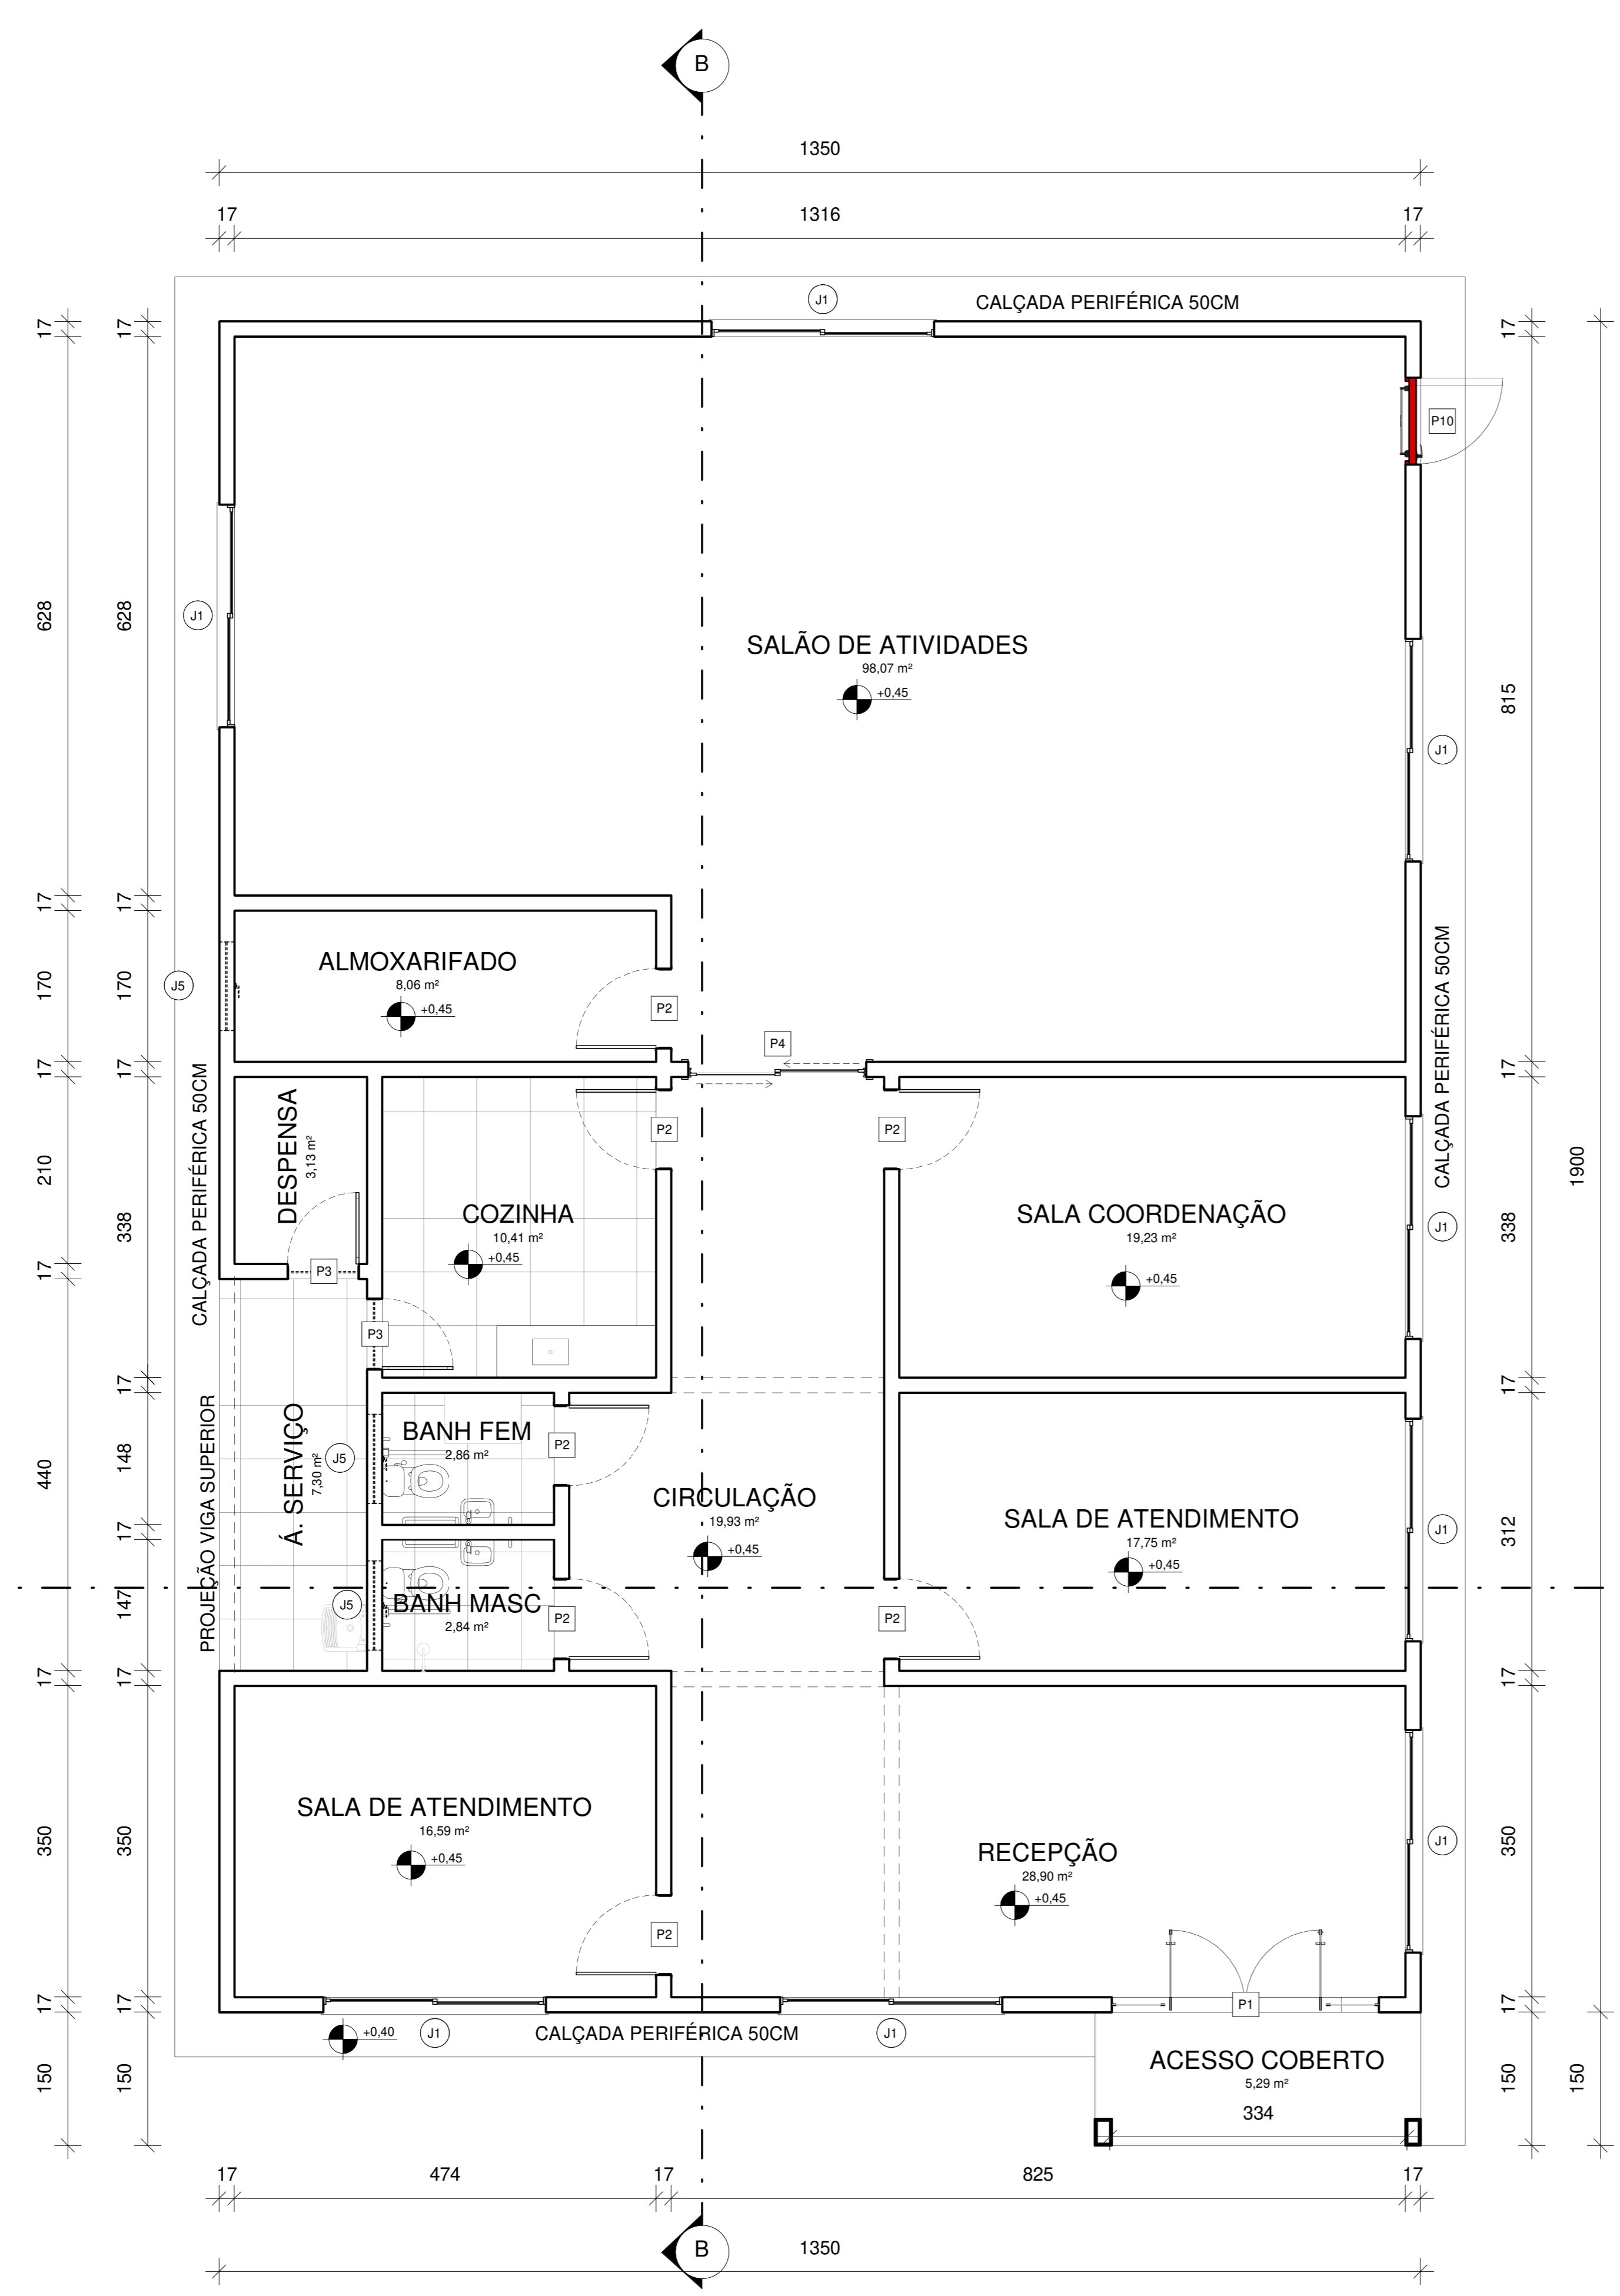 B
1350
17
1316
17
CALÇADA PERIFÉRICA 50CM
J1
17
17
17
P10
628
628
J1
SALÃO DE ATIVIDADES
98,07 m²
+0,45
815
J1
1900
17
17
ALMOXARIFADO
8,06 m²
+0,45
170
170
J5
P2
P4
CALÇADA PERIFÉRICA 50CM
17
17
17
CALÇADA PERIFÉRICA 50CM
210
338
DESPENSA
3,13 m²
P2
P2
COZINHA
10,41 m²
+0,45
SALA COORDENAÇÃO
19,23 m²
+0,45
J1
338
17
P3
P3
17
17
PROJEÇÃO VIGA SUPERIOR
440
148
Á. SERVIÇO
7,30 m²
J5
BANH FEM
2,86 m²
P2
CIRCULAÇÃO
19,93 m²
+0,45
SALA DE ATENDIMENTO
17,75 m²
+0,45
J1
312
17
147
J5
BANH MASC
2,84 m²
P2
P2
17
17
17
350
350
SALA DE ATENDIMENTO
16,59 m²
+0,45
P2
RECEPÇÃO
28,90 m²
+0,45
J1
350
17
17
P1
17
+0,40
J1
CALÇADA PERIFÉRICA 50CM
J1
150
150
ACESSO COBERTO
5,29 m²
334
150
150
17
474
17
825
17
B
1350